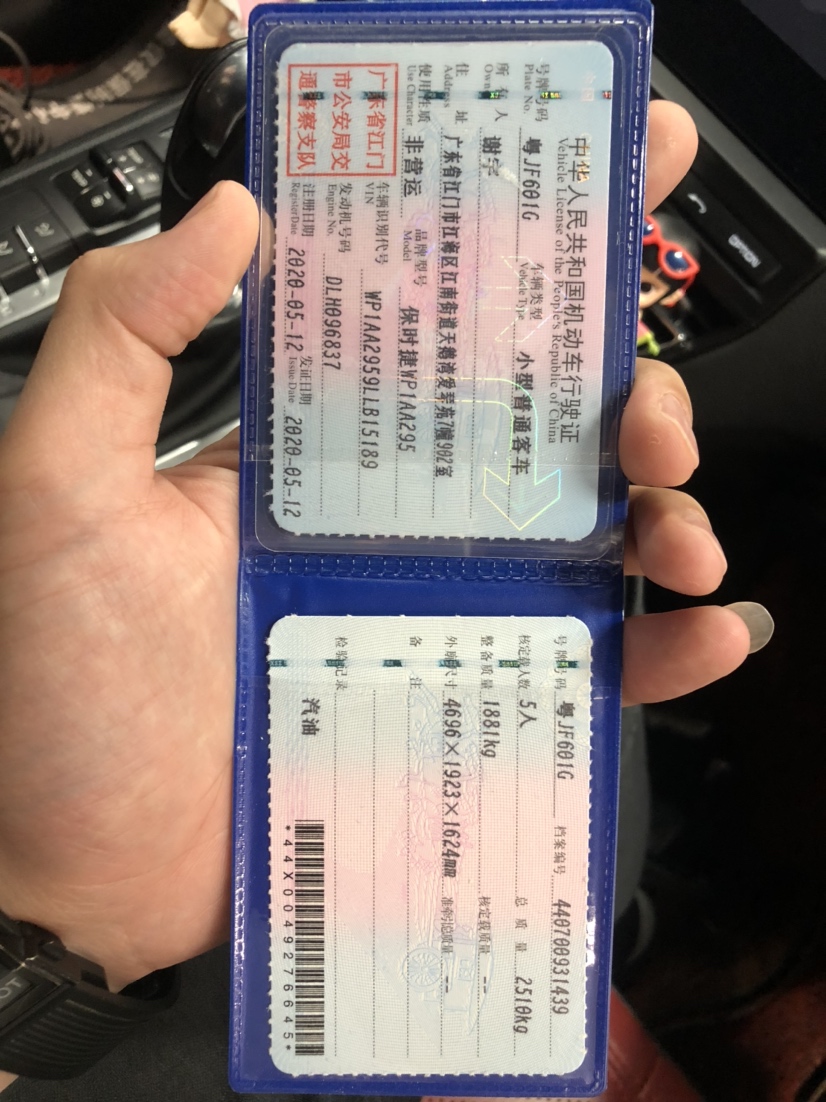 中华人民共和国机动车行驶证
Vehicle License of the People's Republic of China
号牌号码 粤JF601G 车辆类型 小型普通客车
Plate No. Vehicle Type
所有人 谢宇
Owner
住址 广东省江门市江海区江南街道天鹅湾爱琴苑7幢902室
Address
使用性质 非营运 品牌型号 保时捷WP1AA295
Use Character Model
广东省江门
市公安局交
通警察支队
车辆识别代号 WP1AA2959LLB15189
VIN
发动机号码 DLH096837
Engine No.
注册日期 2020-05-12 发证日期 2020-05-12
Register Date Issue Date
号牌号码 粤JF601G 档案编号 440700931439
核定载人数 5人 总质量 2510kg
整备质量 1881kg 核定载质量 --
外廓尺寸 4696×1923×1624mm 准牵引总质量 --
备注
检验记录
汽油
*44X0049276645*